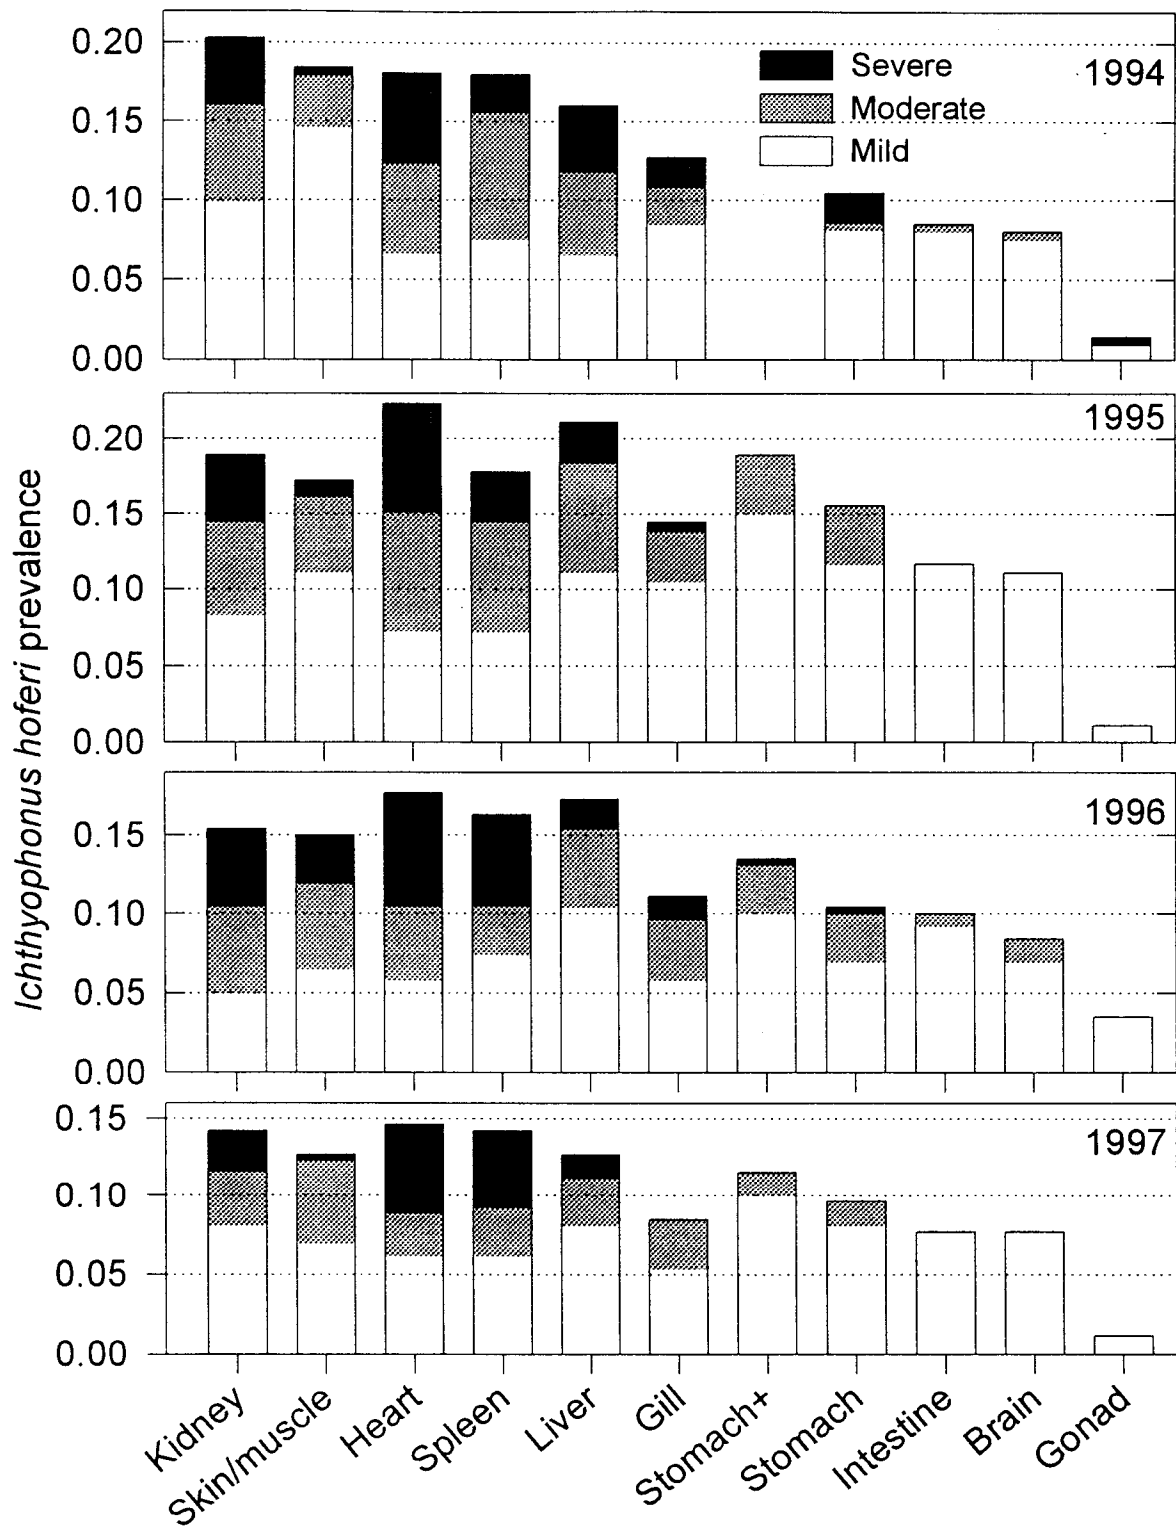 0.20
0.15
0.10
0.05
0.00
Severe
Moderate
Mild
1994
0.20
0.15
0.10
0.05
0.00
1995
Ichthyophonus hoferi prevalence
0.15
0.10
0.05
0.00
1996
0.15
0.10
0.05
0.00
1997
Kidney
Skin/muscle
Heart
Spleen
Liver
Gill
Stomach+
Stomach
Intestine
Brain
Gonad